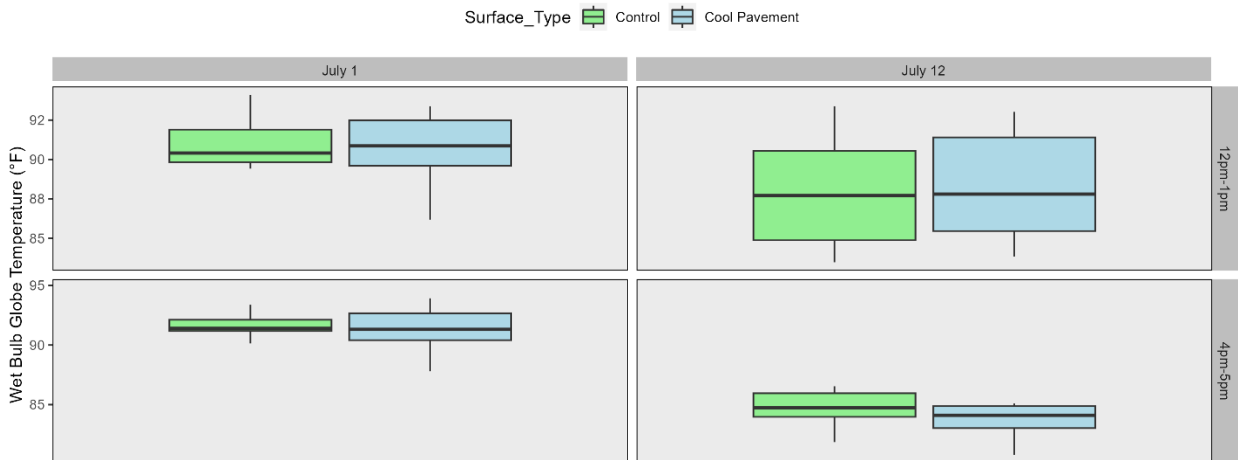 Surface_Type Control Cool Pavement
July 1 July 12
Wet Bulb Globe Temperature (°F)
92
90
88
85
12pm-1pm
95
90
85
4pm-5pm